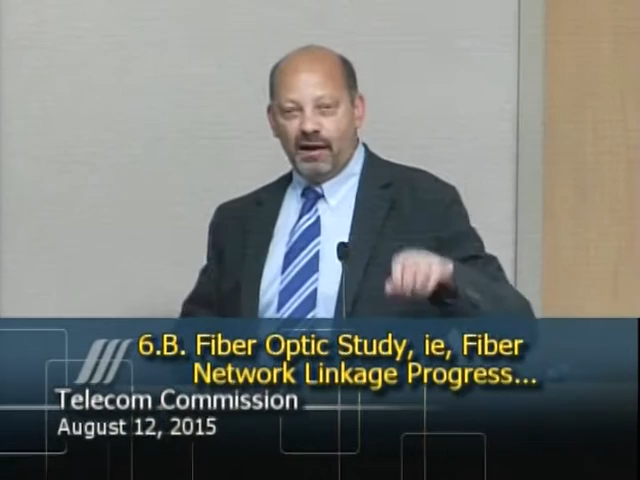 6.B. Fiber Optic Study, ie, Fiber
Network Linkage Progress...
Telecom Commission
August 12, 2015